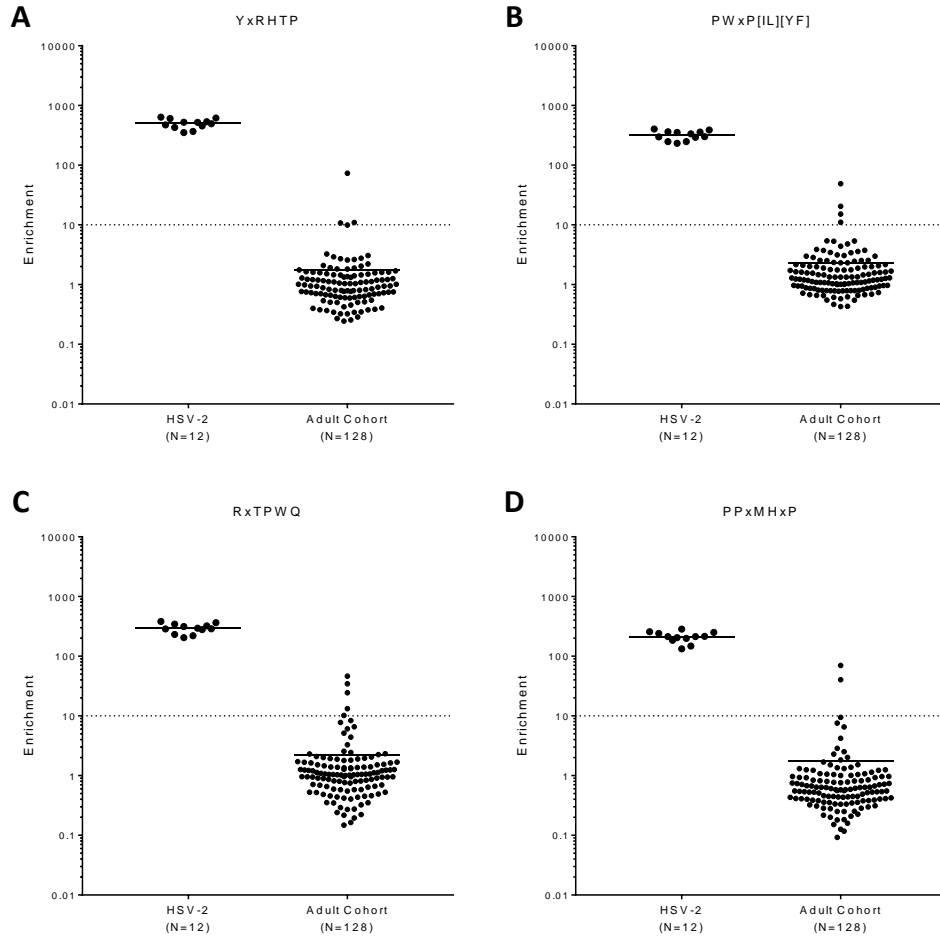 A
YxRHTP
10000
1000
100
10
1
0.1
0.01
Enrichment
HSV-2
(N=12)
Adult Cohort
(N=128)
B
PWxP[IL][YF]
10000
1000
100
10
1
0.1
0.01
Enrichment
HSV-2
(N=12)
Adult Cohort
(N=128)
C
RxTPWQ
10000
1000
100
10
1
0.1
0.01
Enrichment
HSV-2
(N=12)
Adult Cohort
(N=128)
D
PPxMHxP
10000
1000
100
10
1
0.1
0.01
Enrichment
HSV-2
(N=12)
Adult Cohort
(N=128)